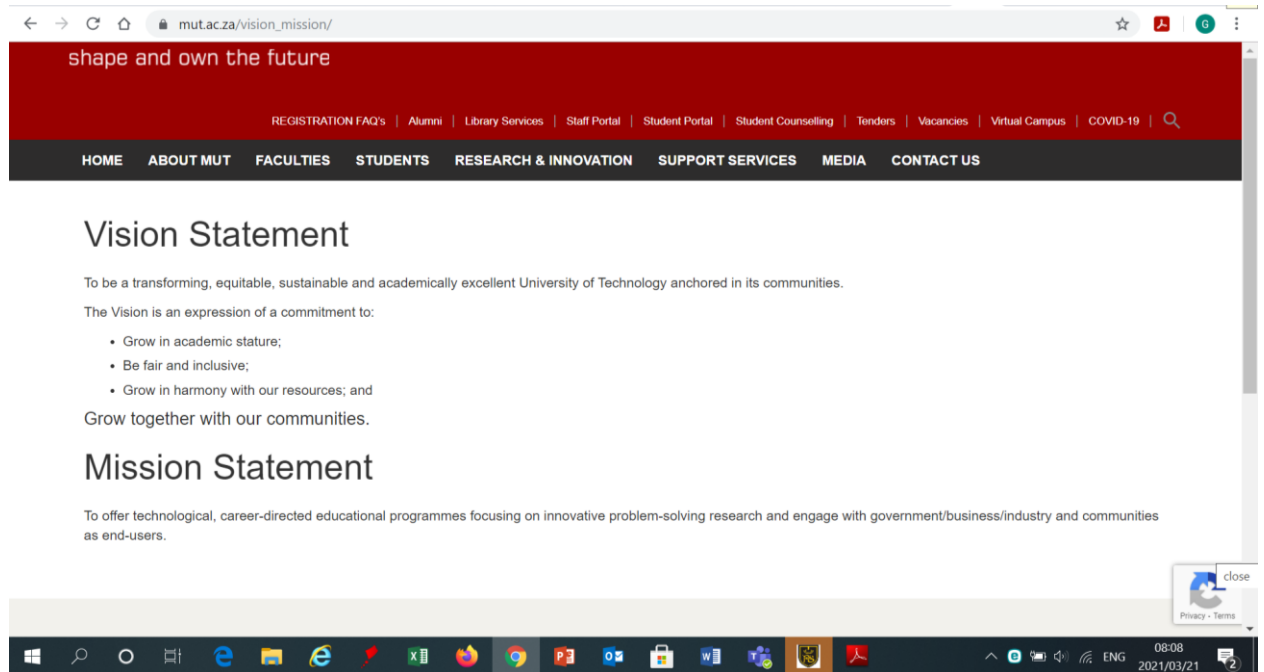 mut.ac.za/vision_mission/
G
shape and own the future
REGISTRATION FAQ's | Alumni | Library Services | Staff Portal | Student Portal | Student Counselling | Tenders | Vacancies | Virtual Campus | COVID-19 |
HOME ABOUT MUT FACULTIES STUDENTS RESEARCH & INNOVATION SUPPORT SERVICES MEDIA CONTACT US
Vision Statement
To be a transforming, equitable, sustainable and academically excellent University of Technology anchored in its communities.
The Vision is an expression of a commitment to:
• Grow in academic stature;
• Be fair and inclusive;
• Grow in harmony with our resources; and
Grow together with our communities.
Mission Statement
To offer technological, career-directed educational programmes focusing on innovative problem-solving research and engage with government/business/industry and communities
as end-users.
close
Privacy - Terms
ENG 08:08
2021/03/21
2